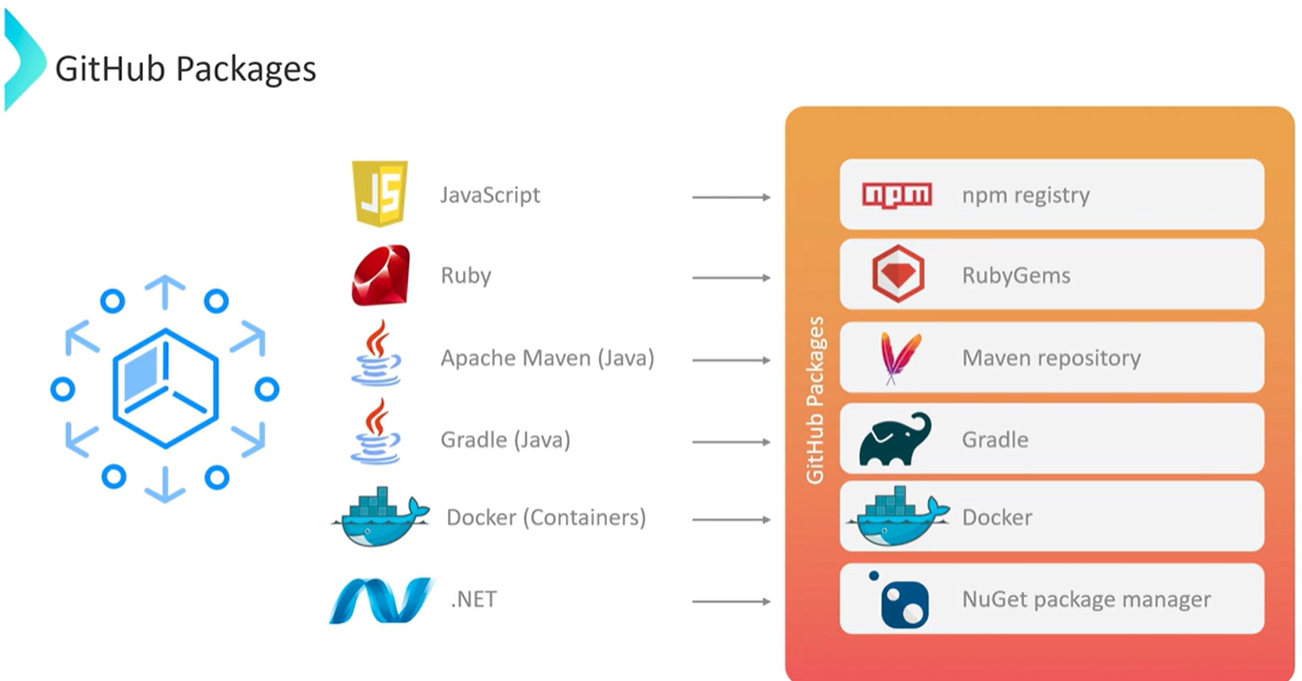 GitHub Packages
JS
JavaScript
npm
npm registry
Ruby
RubyGems
Apache Maven (Java)
Maven repository
Gradle (Java)
Gradle
Docker (Containers)
Docker
.NET
NuGet package manager
GitHub Packages